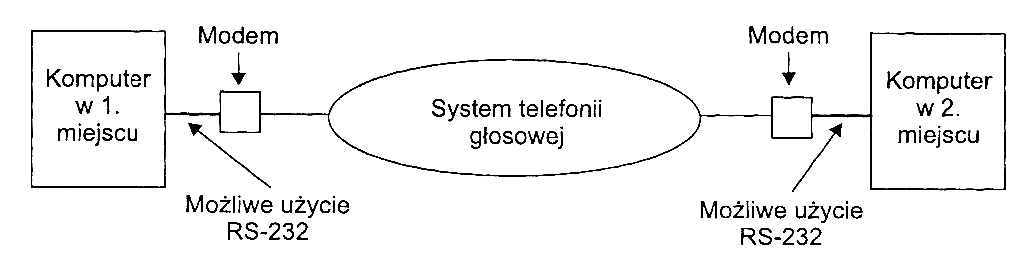 Modem
Modem
Komputer
w 1.
miejscu
System telefonii
głosowej
Komputer
w 2.
miejscu
Możliwe użycie
RS-232
Możliwe użycie
RS-232